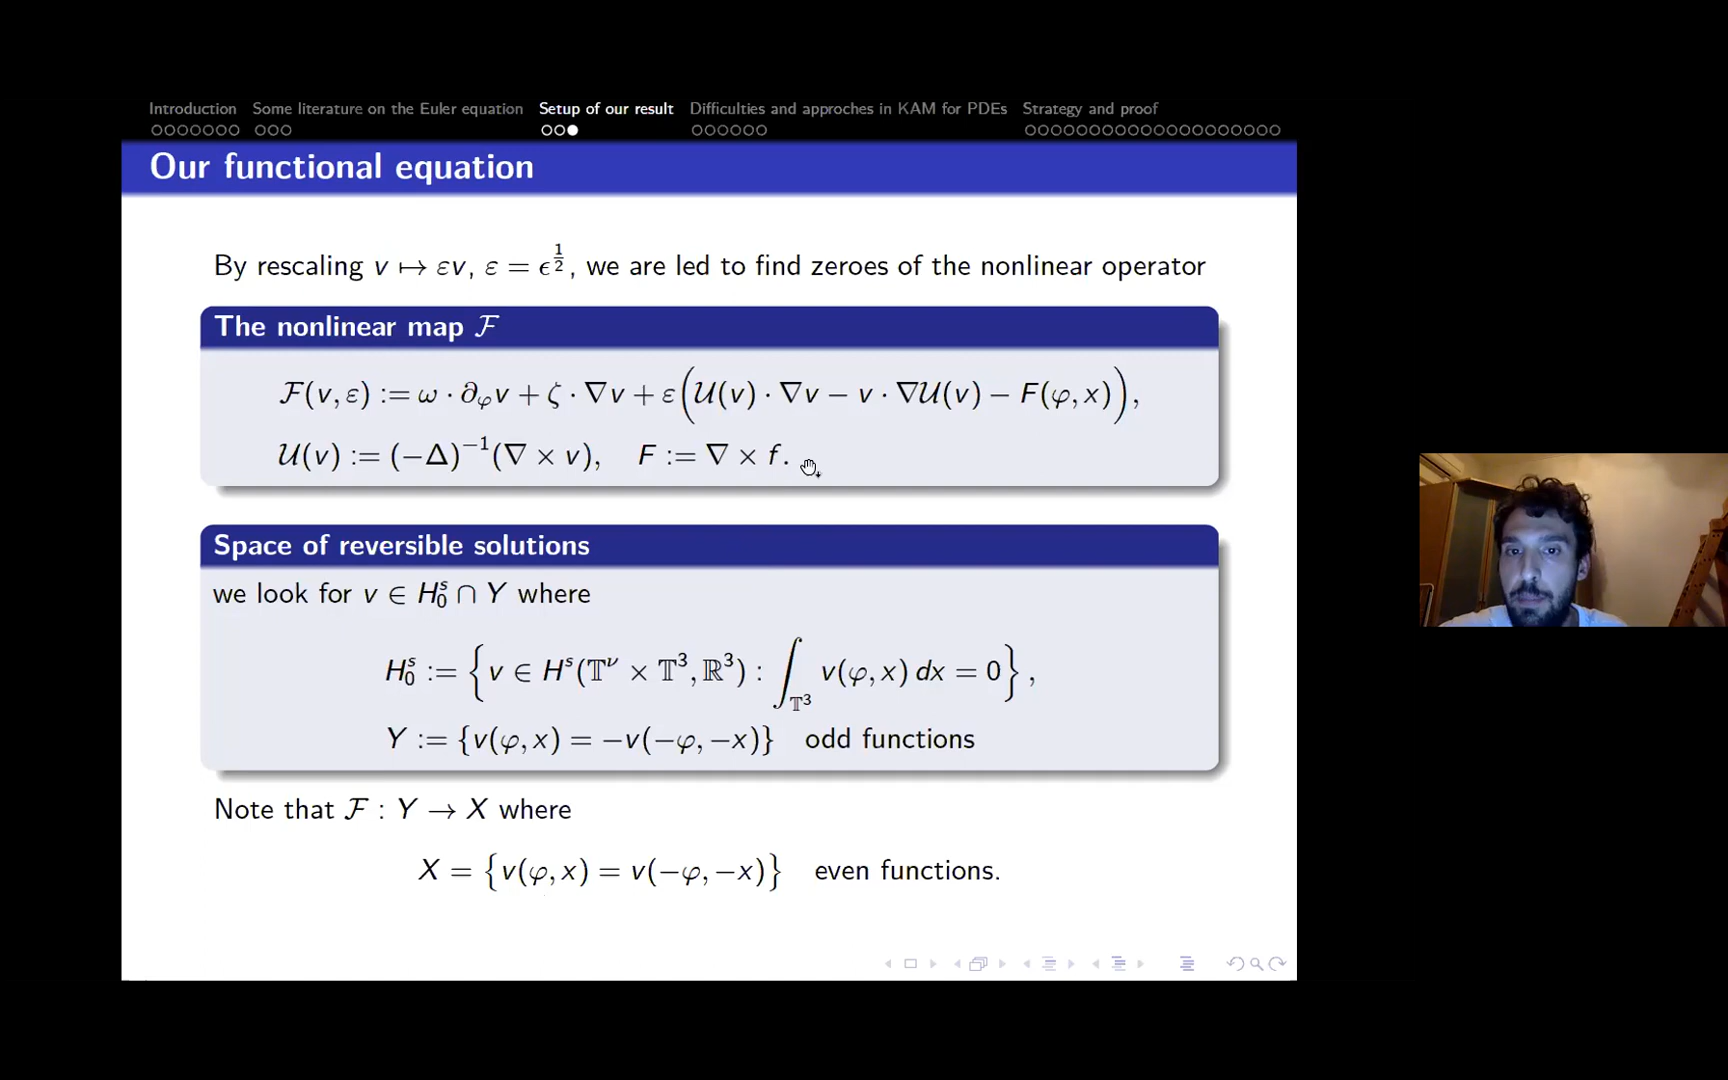 Introduction Some literature on the Euler equation Setup of our result Difficulties and approches in KAM for PDEs Strategy and proof
Our functional equation
By rescaling v ↦ εv, ε = ϵ^{1/2}, we are led to find zeroes of the nonlinear operator
The nonlinear map ℱ
ℱ(v, ε) := ω · ∂_φ v + ζ · ∇v + ε(𝒰(v) · ∇v − v · ∇𝒰(v) − F(φ, x)),
𝒰(v) := (−Δ)^{−1}(∇ × v), F := ∇ × f.
Space of reversible solutions
we look for v ∈ H_0^s ∩ Y where
H_0^s := {v ∈ H^s(𝕋^ν × 𝕋^3, ℝ^3) : ∫_{𝕋^3} v(φ, x) dx = 0},
Y := {v(φ, x) = −v(−φ, −x)} odd functions
Note that ℱ : Y → X where
X = {v(φ, x) = v(−φ, −x)} even functions.